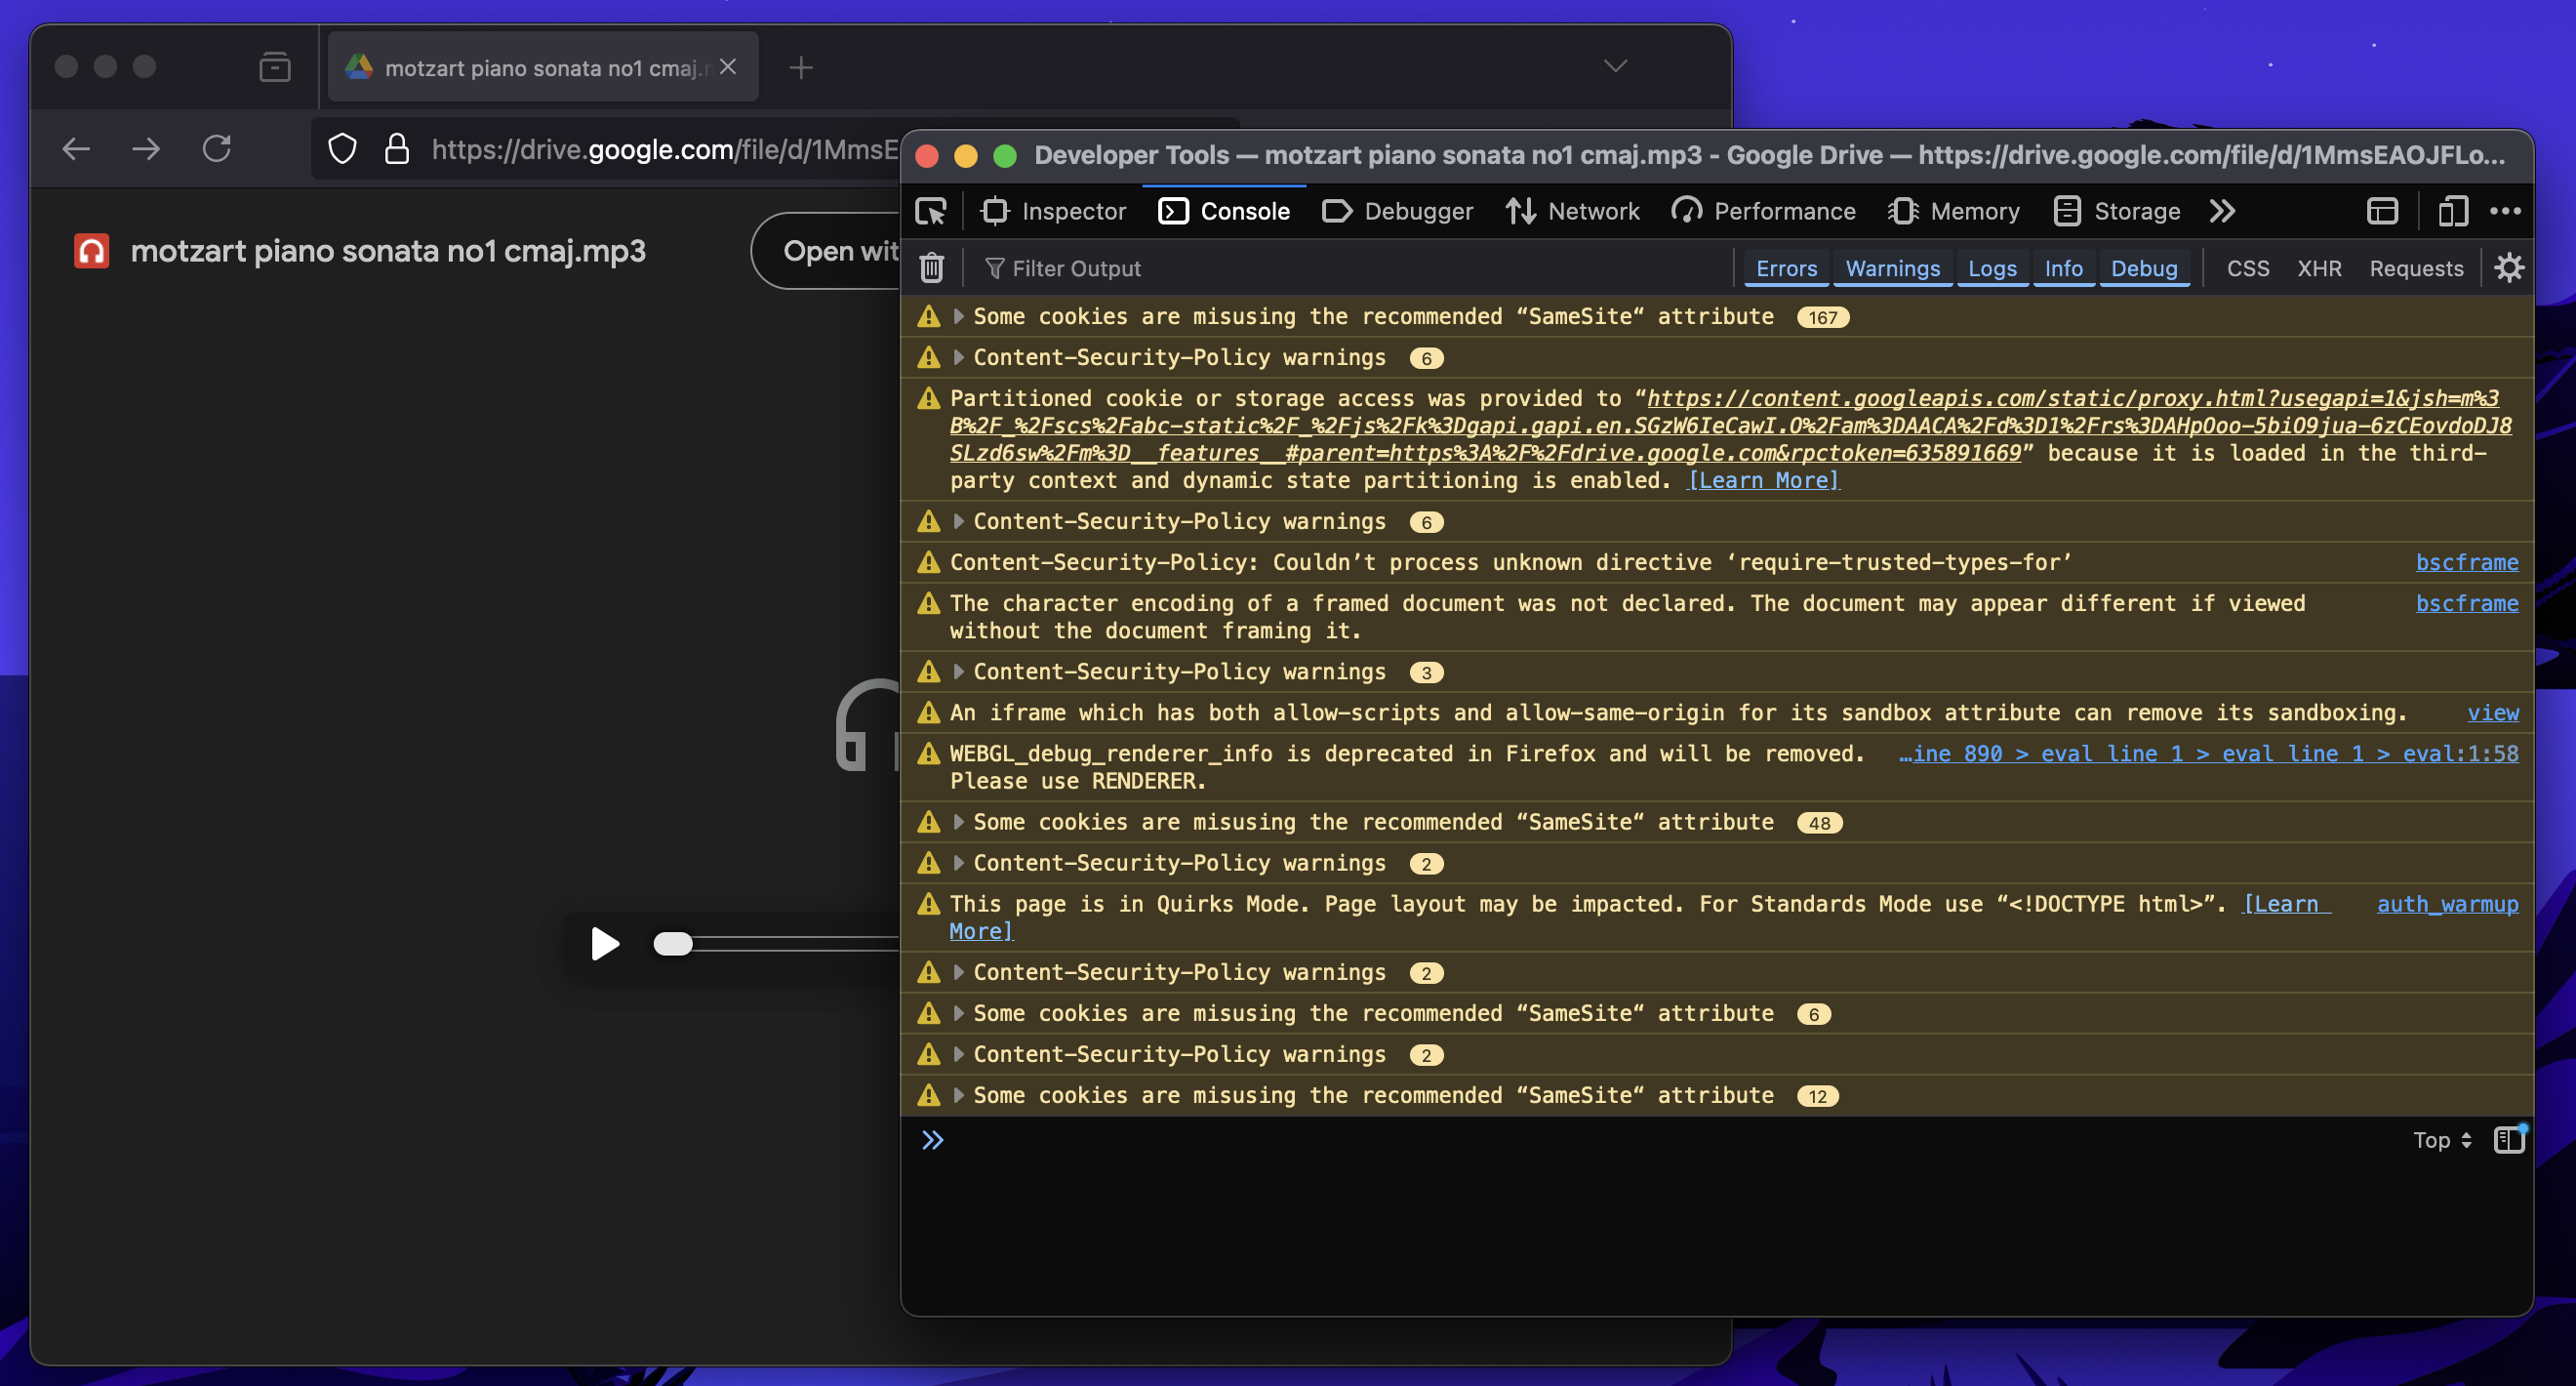 motzart piano sonata no1 cmaj.
https://drive.google.com/file/d/1MmsE
motzart piano sonata no1 cmaj.mp3
Open wit
Developer Tools — motzart piano sonata no1 cmaj.mp3 - Google Drive — https://drive.google.com/file/d/1MmsEAOJFLo...
Inspector Console Debugger Network Performance Memory Storage
Filter Output Errors Warnings Logs Info Debug CSS XHR Requests
Some cookies are misusing the recommended “SameSite“ attribute 167
Content-Security-Policy warnings 6
Partitioned cookie or storage access was provided to “https://content.googleapis.com/static/proxy.html?usegapi=1&jsh=m%3
B%2F_%2Fscs%2Fabc-static%2F_%2Fjs%2Fk%3Dgapi.gapi.en.SGzW6IeCawI.O%2Fam%3DAACA%2Fd%3D1%2Frs%3DAHpOoo-5biO9jua-6zCEovdoDJ8
SLzd6sw%2Fm%3D__features__#parent=https%3A%2F%2Fdrive.google.com&rpctoken=635891669” because it is loaded in the third-
party context and dynamic state partitioning is enabled. [Learn More]
Content-Security-Policy warnings 6
Content-Security-Policy: Couldn’t process unknown directive ‘require-trusted-types-for’ bscframe
The character encoding of a framed document was not declared. The document may appear different if viewed bscframe
without the document framing it.
Content-Security-Policy warnings 3
An iframe which has both allow-scripts and allow-same-origin for its sandbox attribute can remove its sandboxing. view
WEBGL_debug_renderer_info is deprecated in Firefox and will be removed. …ine 890 > eval line 1 > eval line 1 > eval:1:58
Please use RENDERER.
Some cookies are misusing the recommended “SameSite“ attribute 48
Content-Security-Policy warnings 2
This page is in Quirks Mode. Page layout may be impacted. For Standards Mode use “<!DOCTYPE html>”. [Learn auth_warmup
More]
Content-Security-Policy warnings 2
Some cookies are misusing the recommended “SameSite“ attribute 6
Content-Security-Policy warnings 2
Some cookies are misusing the recommended “SameSite“ attribute 12
Top